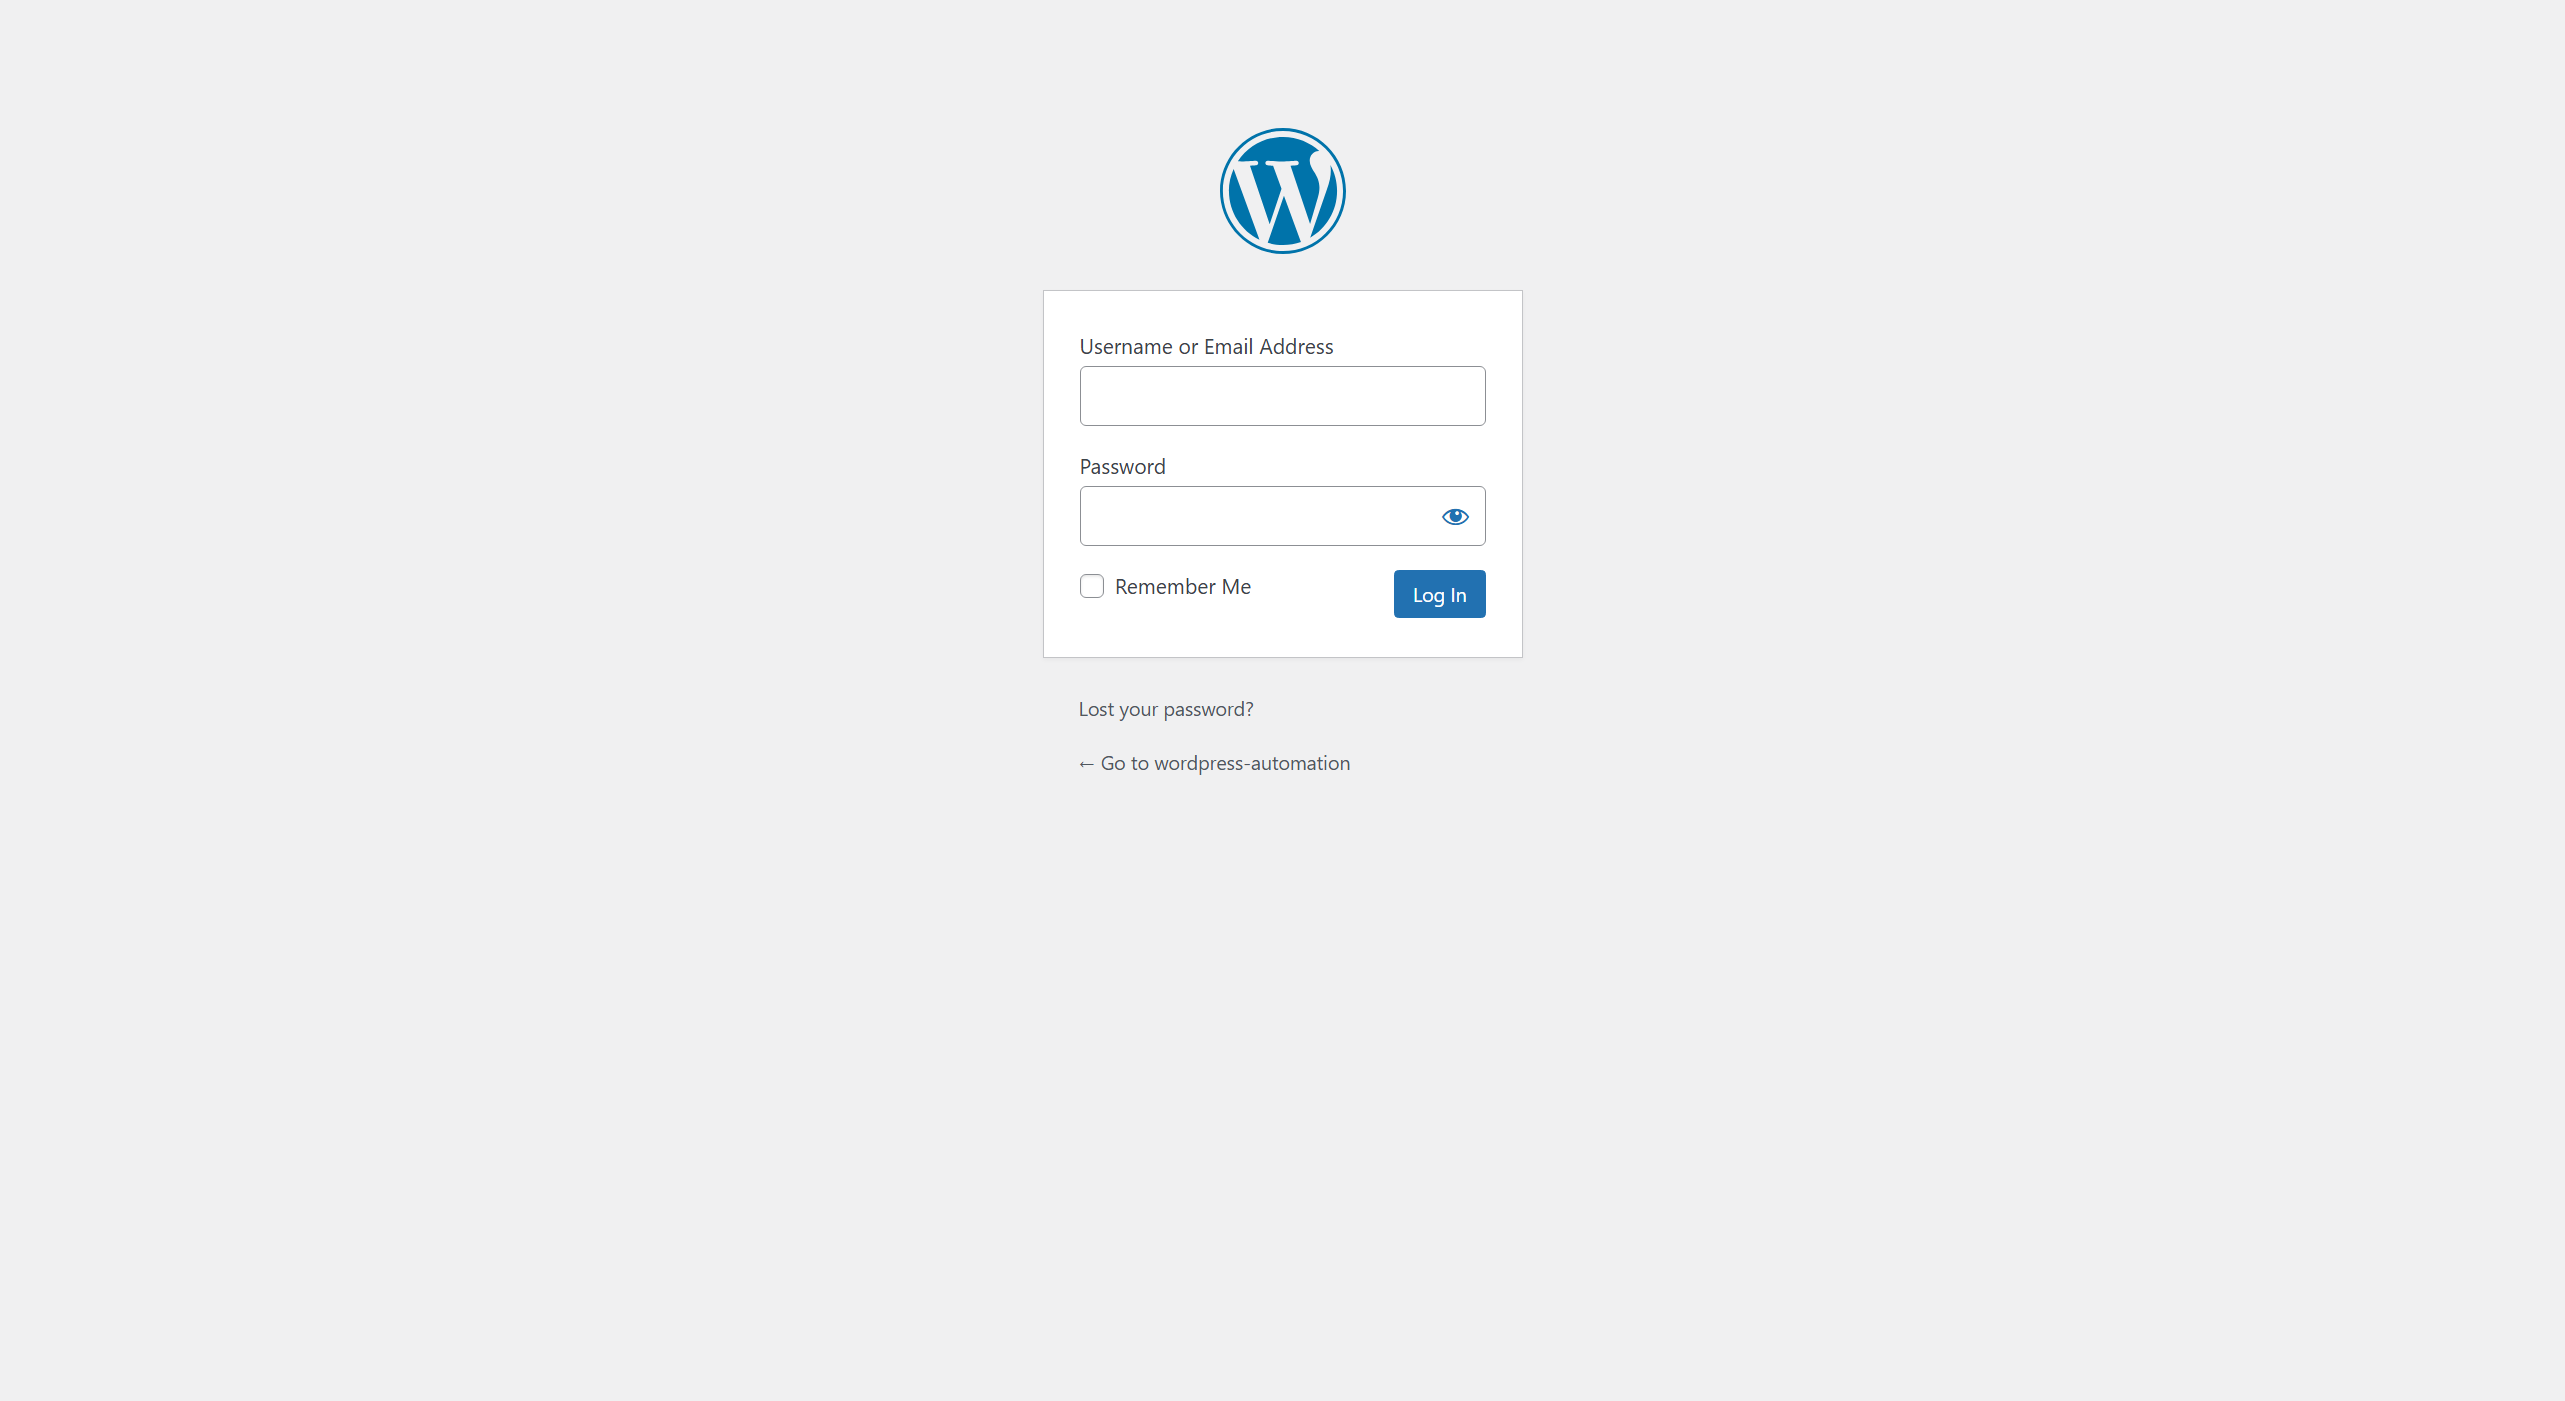 Username or Email Address
Password
Remember Me
Log In
Lost your password?
← Go to wordpress-automation